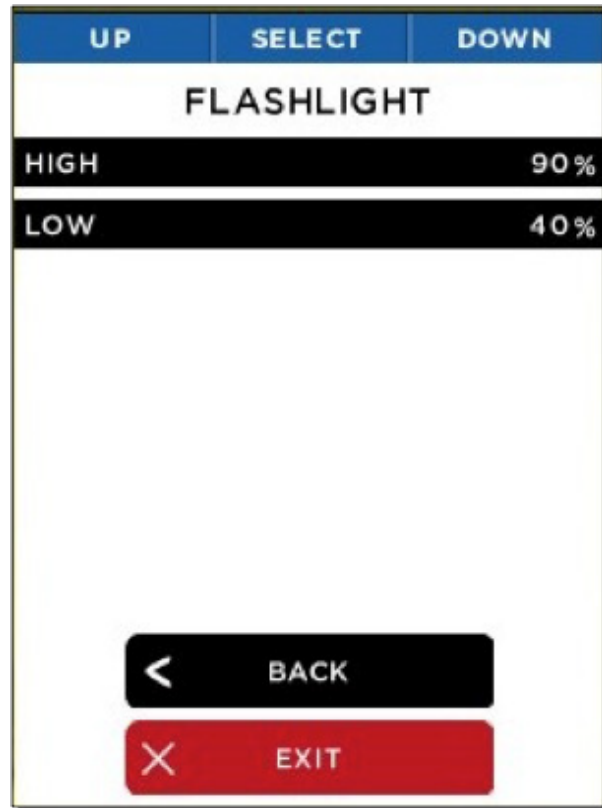 UP SELECT DOWN
FLASHLIGHT
HIGH 90%
LOW 40%
< BACK
X EXIT